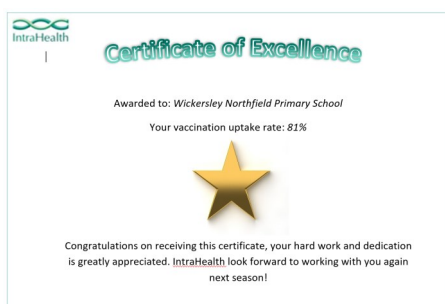 IntraHealth
Certificate of Excellence
Awarded to: Wickersley Northfield Primary School
Your vaccination uptake rate: 81%
Congratulations on receiving this certificate, your hard work and dedication
is greatly appreciated. IntraHealth look forward to working with you again
next season!